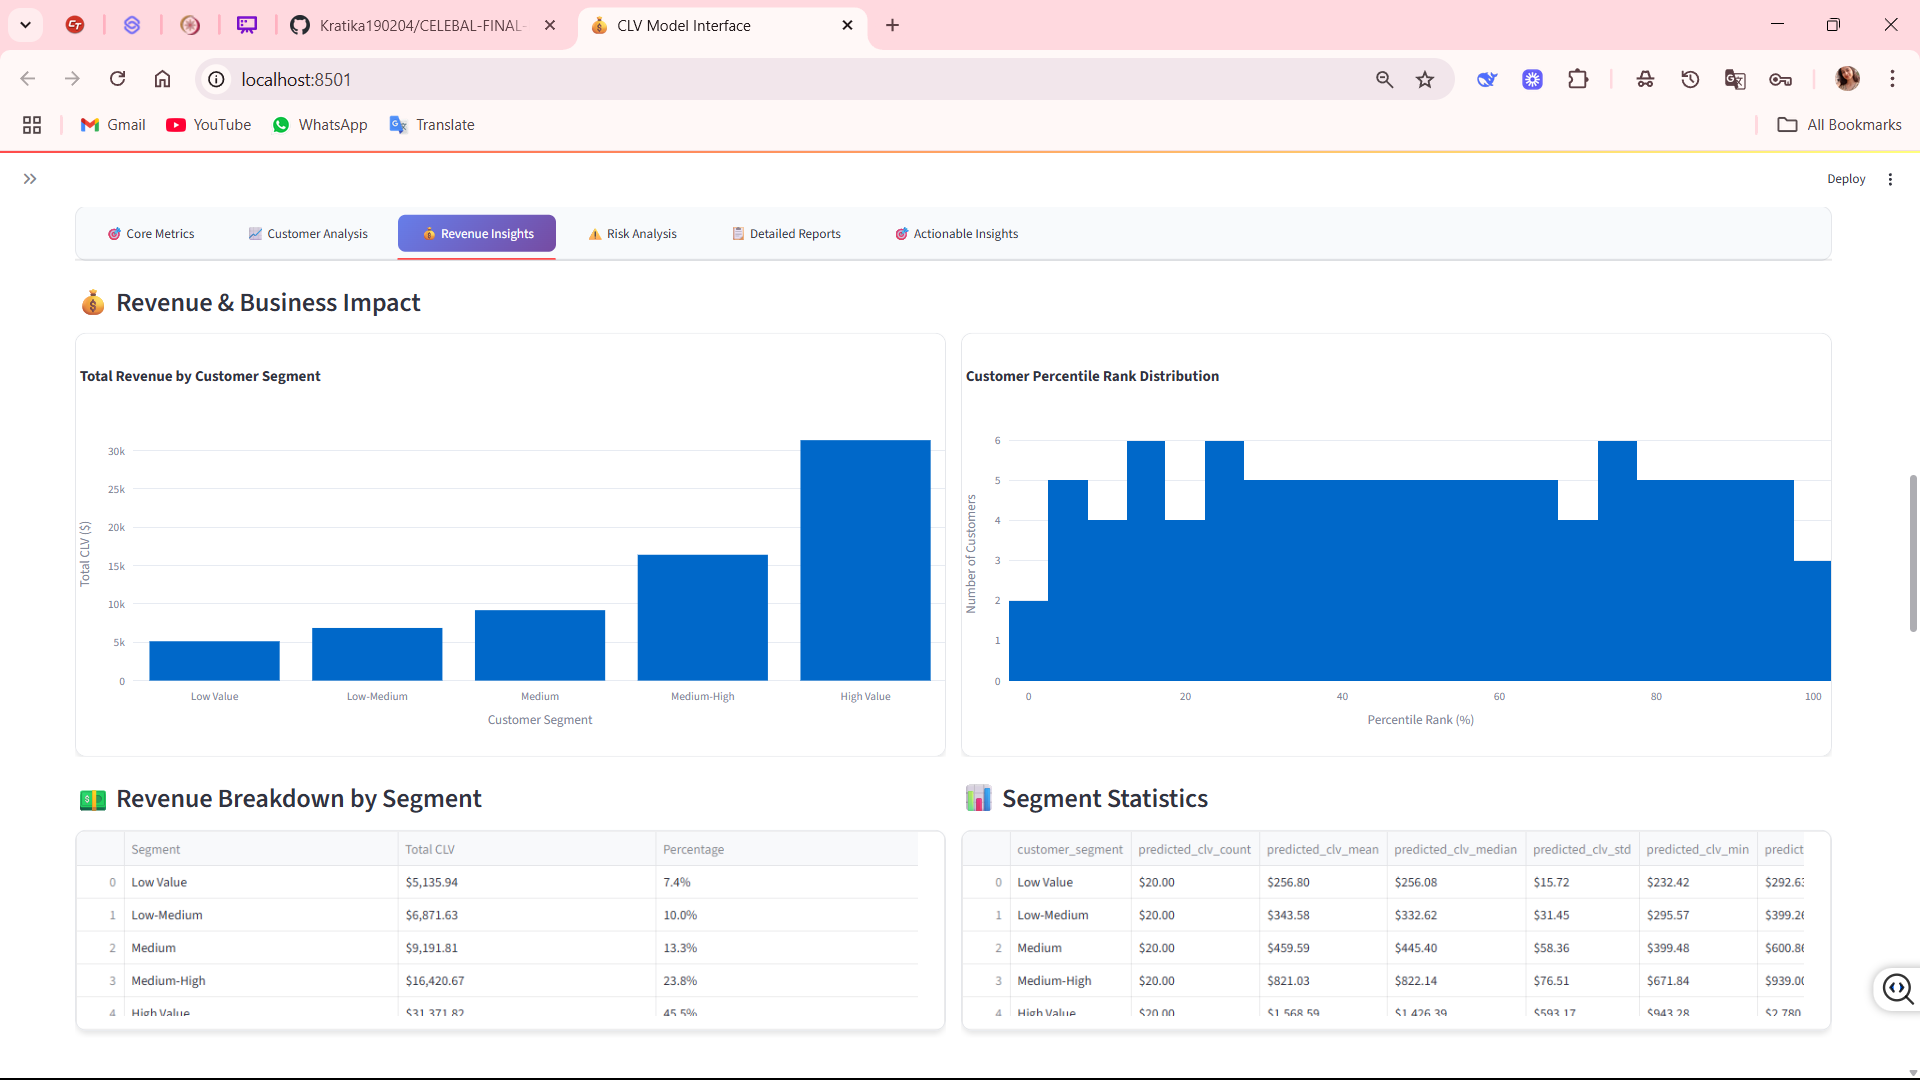 Kratika190204/CELEBAL-FINAL-
CLV Model Interface
localhost:8501
Gmail
YouTube
WhatsApp
Translate
All Bookmarks
Deploy
Core Metrics
Customer Analysis
Revenue Insights
Risk Analysis
Detailed Reports
Actionable Insights
Revenue & Business Impact
Total Revenue by Customer Segment
30k
25k
20k
15k
10k
5k
0
Total CLV ($)
Low Value
Low-Medium
Medium
Medium-High
High Value
Customer Segment
Customer Percentile Rank Distribution
6
5
4
3
2
1
0
Number of Customers
0
20
40
60
80
100
Percentile Rank (%)
Revenue Breakdown by Segment
Segment Total CLV Percentage
0 Low Value $5,135.94 7.4%
1 Low-Medium $6,871.63 10.0%
2 Medium $9,191.81 13.3%
3 Medium-High $16,420.67 23.8%
4 High Value $31,371.82 45.5%
Segment Statistics
customer_segment predicted_clv_count predicted_clv_mean predicted_clv_median predicted_clv_std predicted_clv_min predict
0 Low Value $20.00 $256.80 $256.08 $15.72 $232.42 $292.63
1 Low-Medium $20.00 $343.58 $332.62 $31.45 $295.57 $399.26
2 Medium $20.00 $459.59 $445.40 $58.36 $399.48 $600.86
3 Medium-High $20.00 $821.03 $822.14 $76.51 $671.84 $939.00
4 High Value $20.00 $1,568.59 $1,426.39 $593.17 $943.28 $2,780